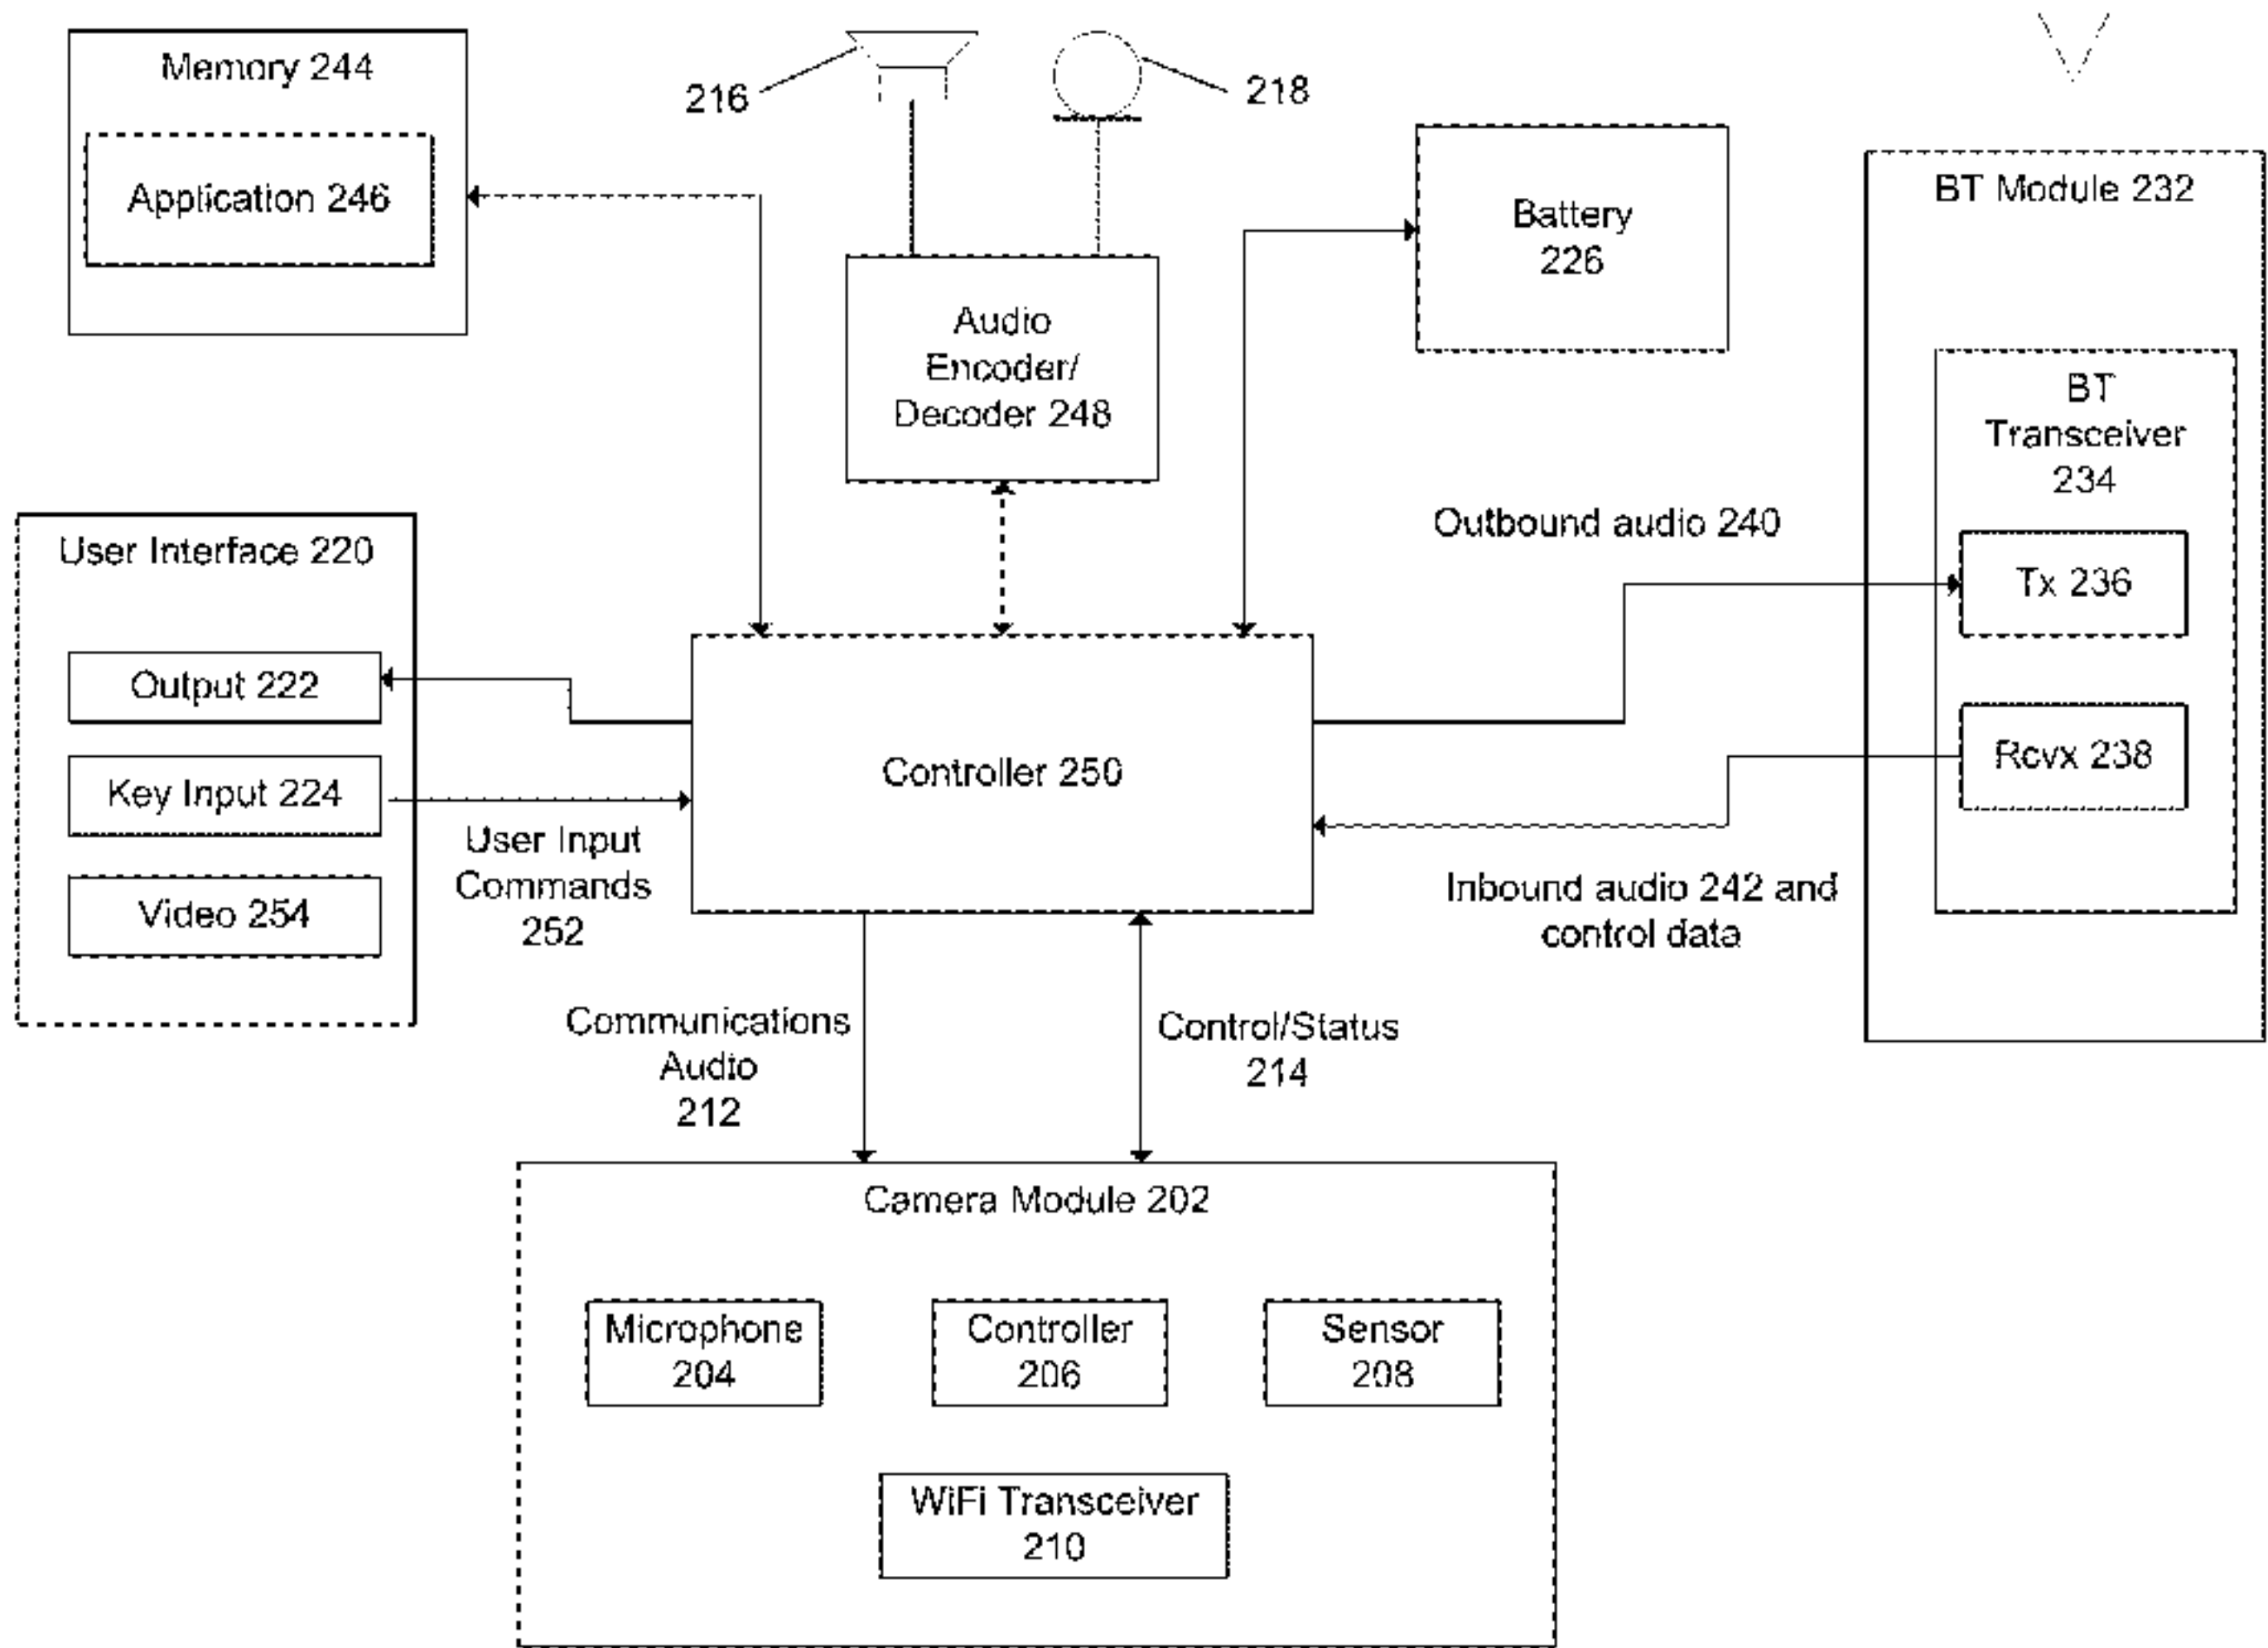 Memory 244
Application 246
216
218
Audio
Encoder/
Decoder 248
Battery
226
BT Module 232
BT
Transceiver
234
Tx 236
Rcvx 238
Outbound audio 240
Inbound audio 242 and
control data
User Interface 220
Output 222
Key Input 224
Video 254
User Input
Commands
252
Controller 250
Communications
Audio
212
Control/Status
214
Camera Module 202
Microphone
204
Controller
206
Sensor
208
WiFi Transceiver
210